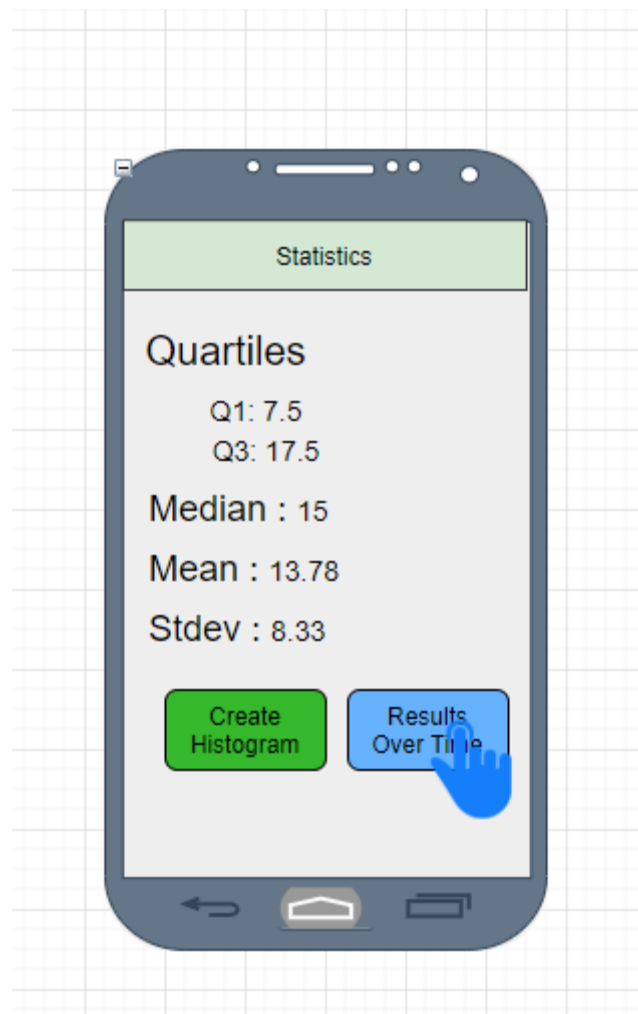 Statistics
Quartiles
Q1: 7.5
Q3: 17.5
Median : 15
Mean : 13.78
Stdev : 8.33
Create
Histogram
Results
Over Time